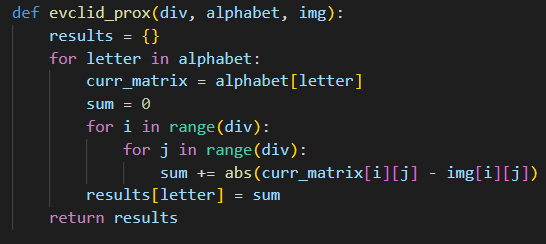 def evclid_prox(div, alphabet, img):
    results = {}
    for letter in alphabet:
        curr_matrix = alphabet[letter]
        sum = 0
        for i in range(div):
            for j in range(div):
                sum += abs(curr_matrix[i][j] - img[i][j])
        results[letter] = sum
    return results